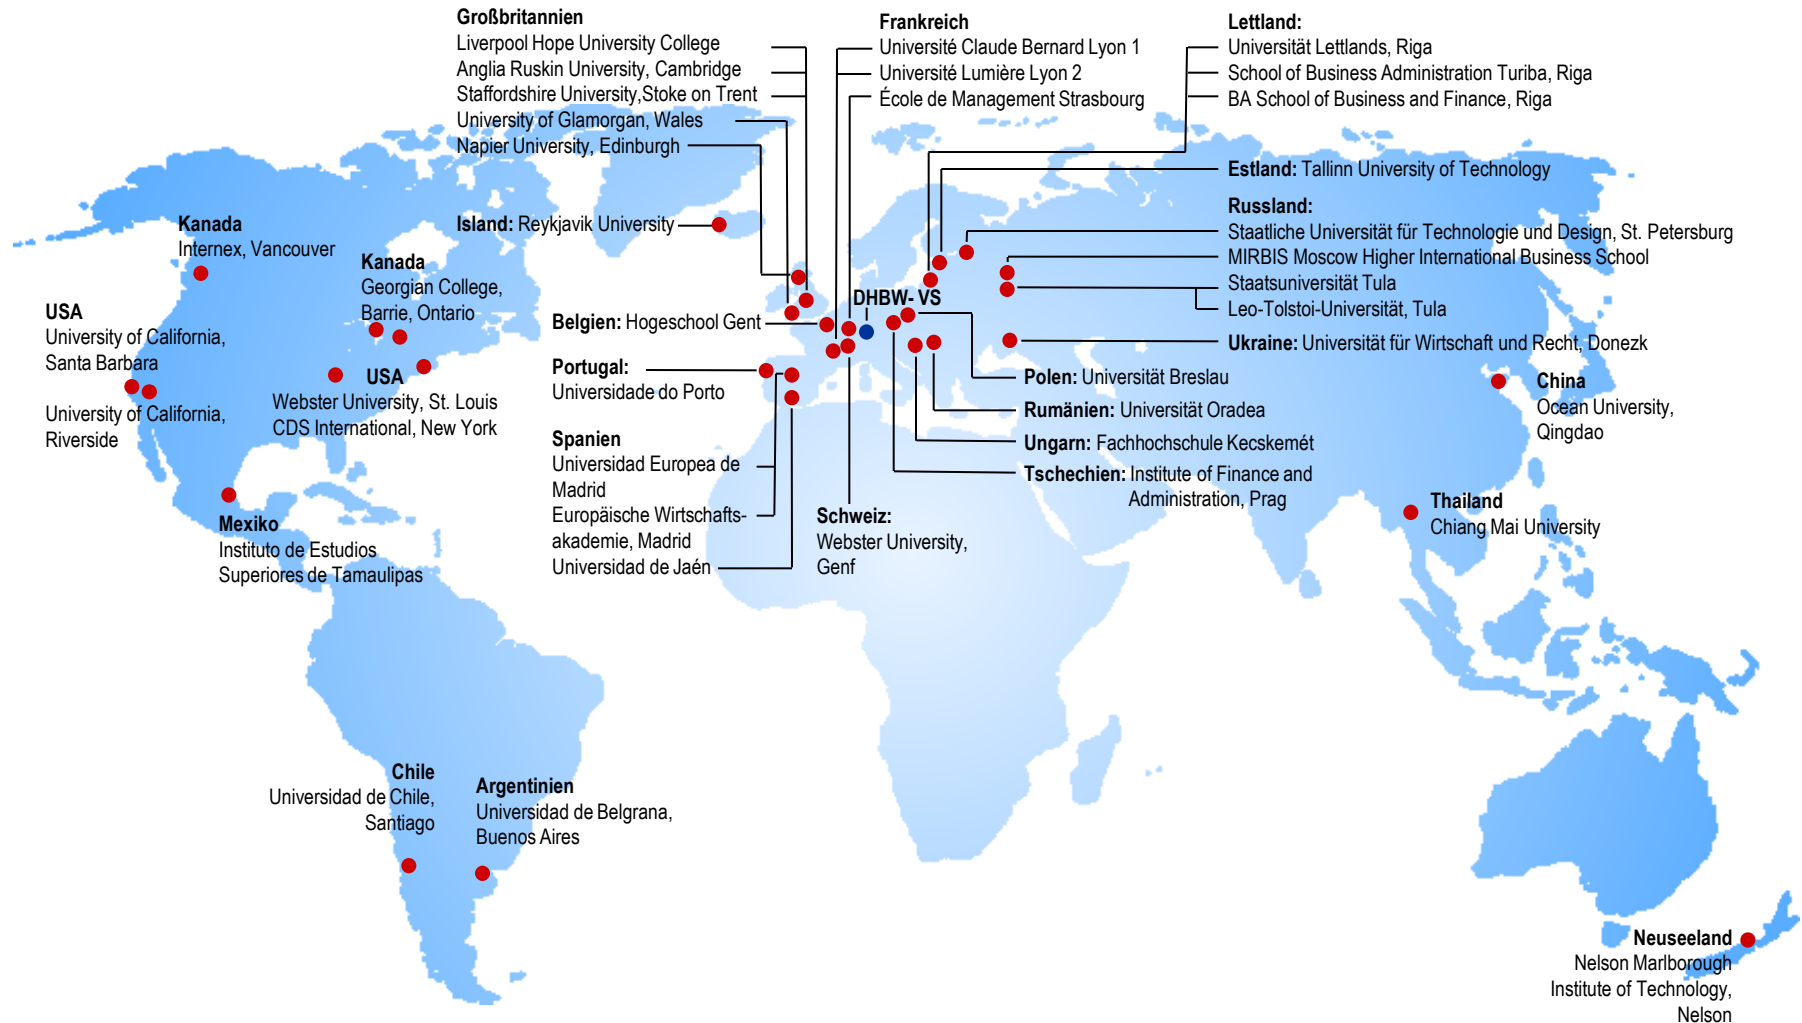 Großbritannien
Liverpool Hope University College
Anglia Ruskin University, Cambridge
Staffordshire University,Stoke on Trent
University of Glamorgan, Wales
Napier University, Edinburgh
Frankreich
Université Claude Bernard Lyon 1
Université Lumière Lyon 2
École de Management Strasbourg
Lettland:
Universität Lettlands, Riga
School of Business Administration Turiba, Riga
BA School of Business and Finance, Riga
Estland: Tallinn University of Technology
Russland:
Staatliche Universität für Technologie und Design, St. Petersburg
MIRBIS Moscow Higher International Business School
Staatsuniversität Tula
Leo-Tolstoi-Universität, Tula
Ukraine: Universität für Wirtschaft und Recht, Donezk
Island: Reykjavik University
Kanada
Internex, Vancouver
Kanada
Georgian College,
Barrie, Ontario
USA
University of California,
Santa Barbara
University of California,
Riverside
USA
Webster University, St. Louis
CDS International, New York
DHBW- VS
Belgien: Hogeschool Gent
Portugal:
Universidade do Porto
Spanien
Universidad Europea de
Madrid
Europäische Wirtschafts-
akademie, Madrid
Universidad de Jaén
Schweiz:
Webster University,
Genf
Polen: Universität Breslau
Rumänien: Universität Oradea
Ungarn: Fachhochschule Kecskemét
Tschechien: Institute of Finance and
Administration, Prag
China
Ocean University,
Qingdao
Thailand
Chiang Mai University
Mexiko
Instituto de Estudios
Superiores de Tamaulipas
Chile
Universidad de Chile,
Santiago
Argentinien
Universidad de Belgrana,
Buenos Aires
Neuseeland
Nelson Marlborough
Institute of Technology,
Nelson